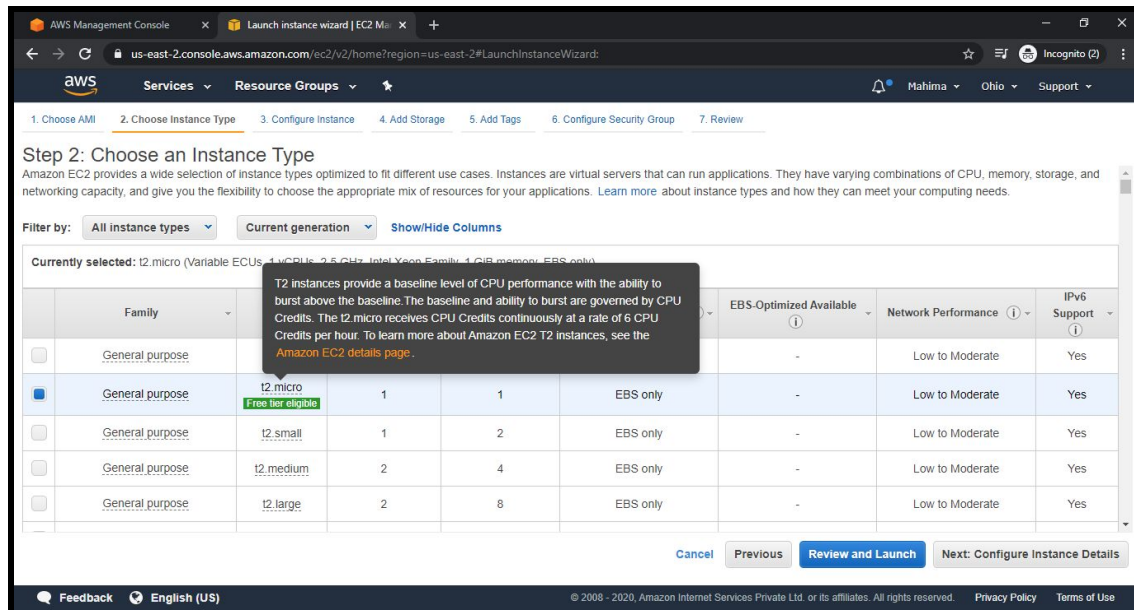 AWS Management Console
Launch instance wizard | EC2 Ma
us-east-2.console.aws.amazon.com/ec2/v2/home?region=us-east-2#LaunchInstanceWizard:
Incognito (2)
aws Services Resource Groups Mahima Ohio Support
1. Choose AMI 2. Choose Instance Type 3. Configure Instance 4. Add Storage 5. Add Tags 6. Configure Security Group 7. Review
Step 2: Choose an Instance Type
Amazon EC2 provides a wide selection of instance types optimized to fit different use cases. Instances are virtual servers that can run applications. They have varying combinations of CPU, memory, storage, and
networking capacity, and give you the flexibility to choose the appropriate mix of resources for your applications. Learn more about instance types and how they can meet your computing needs.
Filter by: All instance types Current generation Show/Hide Columns
Currently selected: t2.micro (Variable ECUs, 1 vCPUs, 2.5 GHz, Intel Xeon Family, 1 GiB memory, EBS only)
T2 instances provide a baseline level of CPU performance with the ability to
burst above the baseline.The baseline and ability to burst are governed by CPU
Credits. The t2.micro receives CPU Credits continuously at a rate of 6 CPU
Credits per hour. To learn more about Amazon EC2 T2 instances, see the
Amazon EC2 details page.
Family EBS-Optimized Available Network Performance IPv6 Support
General purpose - Low to Moderate Yes
General purpose t2.micro 1 1 EBS only - Low to Moderate Yes
Free tier eligible
General purpose t2.small 1 2 EBS only - Low to Moderate Yes
General purpose t2.medium 2 4 EBS only - Low to Moderate Yes
General purpose t2.large 2 8 EBS only - Low to Moderate Yes
Cancel Previous Review and Launch Next: Configure Instance Details
Feedback English (US) © 2008 - 2020, Amazon Internet Services Private Ltd. or its affiliates. All rights reserved. Privacy Policy Terms of Use